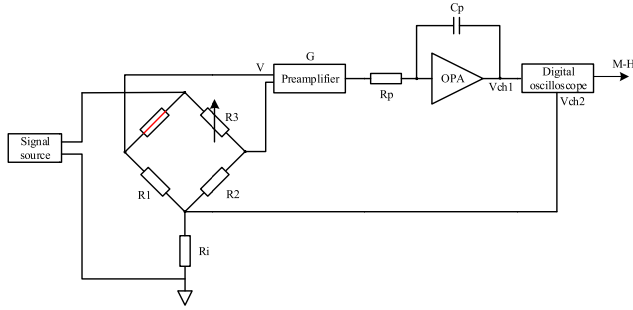 Cp
G
V
Preamplifier
OPA
Rp
Vch1
Digital
oscilloscope
M-H
Vch2
R3
Signal
source
R1
R2
Ri